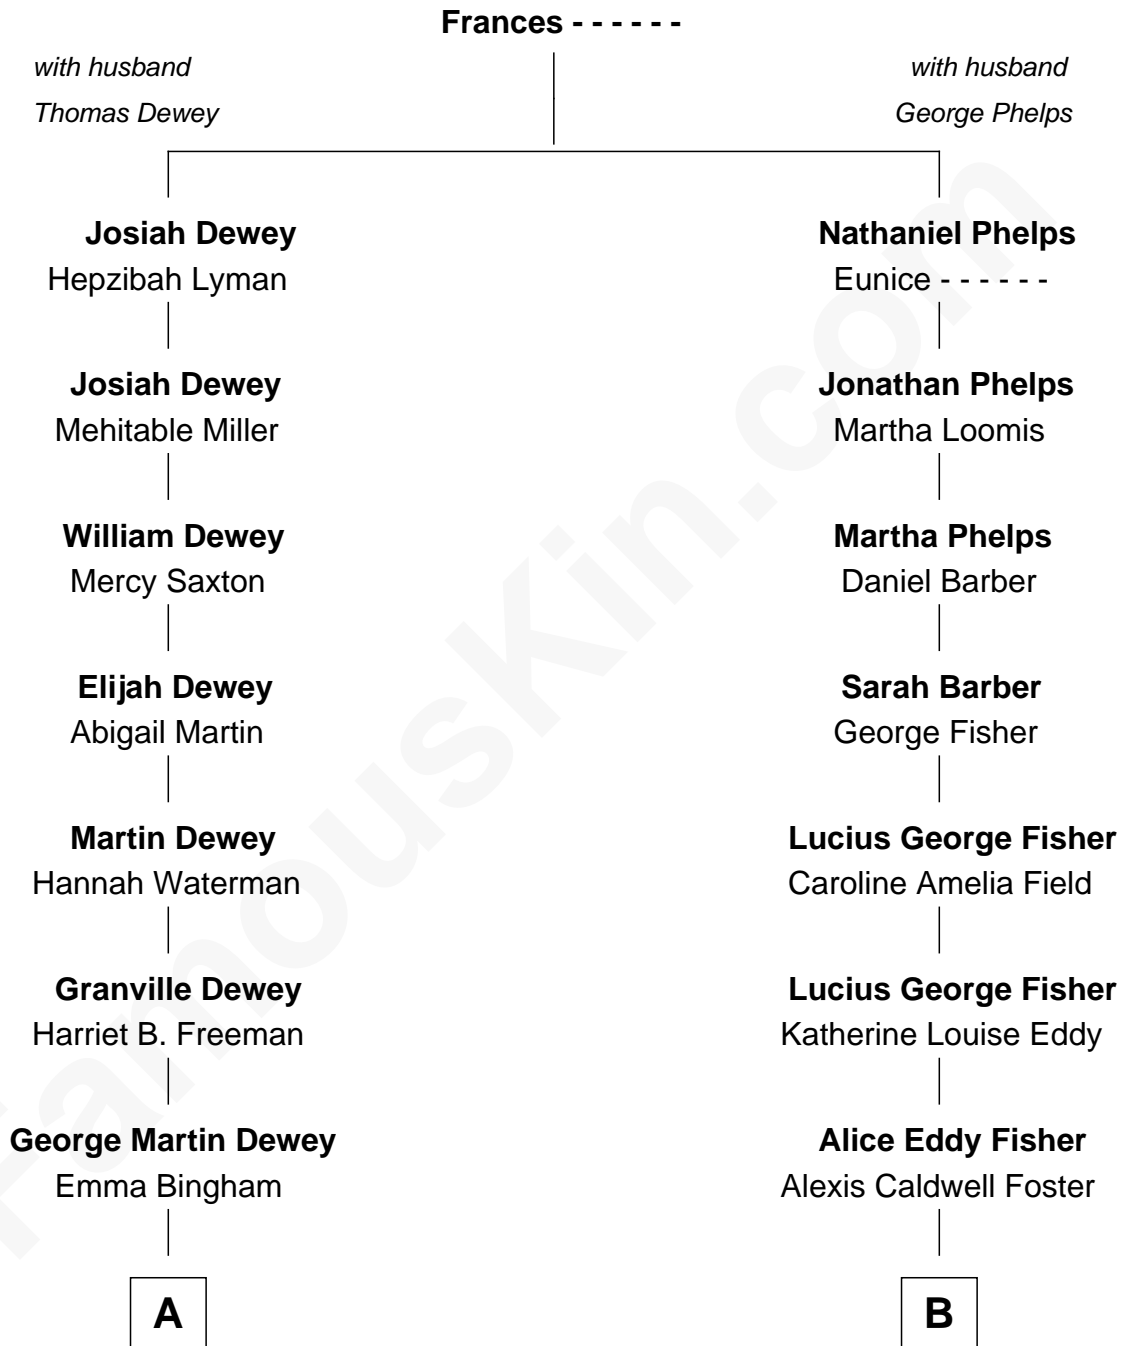 Frances - - - - - -
with husband
Thomas Dewey
with husband
George Phelps
Josiah Dewey
Hepzibah Lyman
Nathaniel Phelps
Eunice - - - - - -
Josiah Dewey
Mehitable Miller
Jonathan Phelps
Martha Loomis
William Dewey
Mercy Saxton
Martha Phelps
Daniel Barber
Elijah Dewey
Abigail Martin
Sarah Barber
George Fisher
Martin Dewey
Hannah Waterman
Lucius George Fisher
Caroline Amelia Field
Granville Dewey
Harriet B. Freeman
Lucius George Fisher
Katherine Louise Eddy
George Martin Dewey
Emma Bingham
Alice Eddy Fisher
Alexis Caldwell Foster
A
B
FamousKin.com